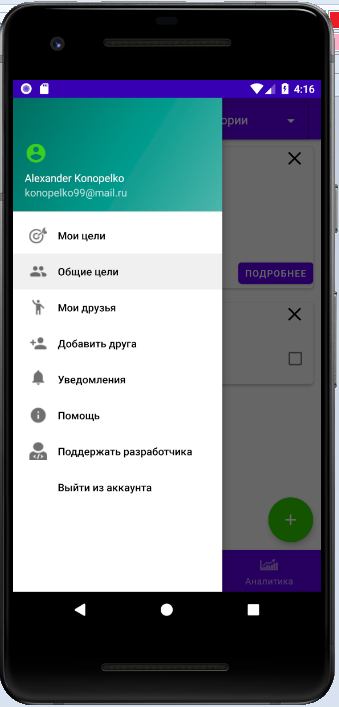 4:16
ории
Alexander Konopelko
konopelko99@mail.ru
Мои цели
Общие цели
ПОДРОБНЕЕ
Мои друзья
Добавить друга
Уведомления
Помощь
Поддержать разработчика
Выйти из аккаунта
Аналитика